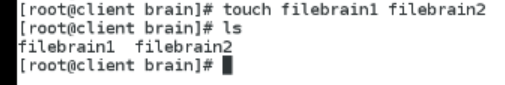 [root@client brain]# touch filebrain1 filebrain2
[root@client brain]# ls
filebrain1  filebrain2
[root@client brain]#